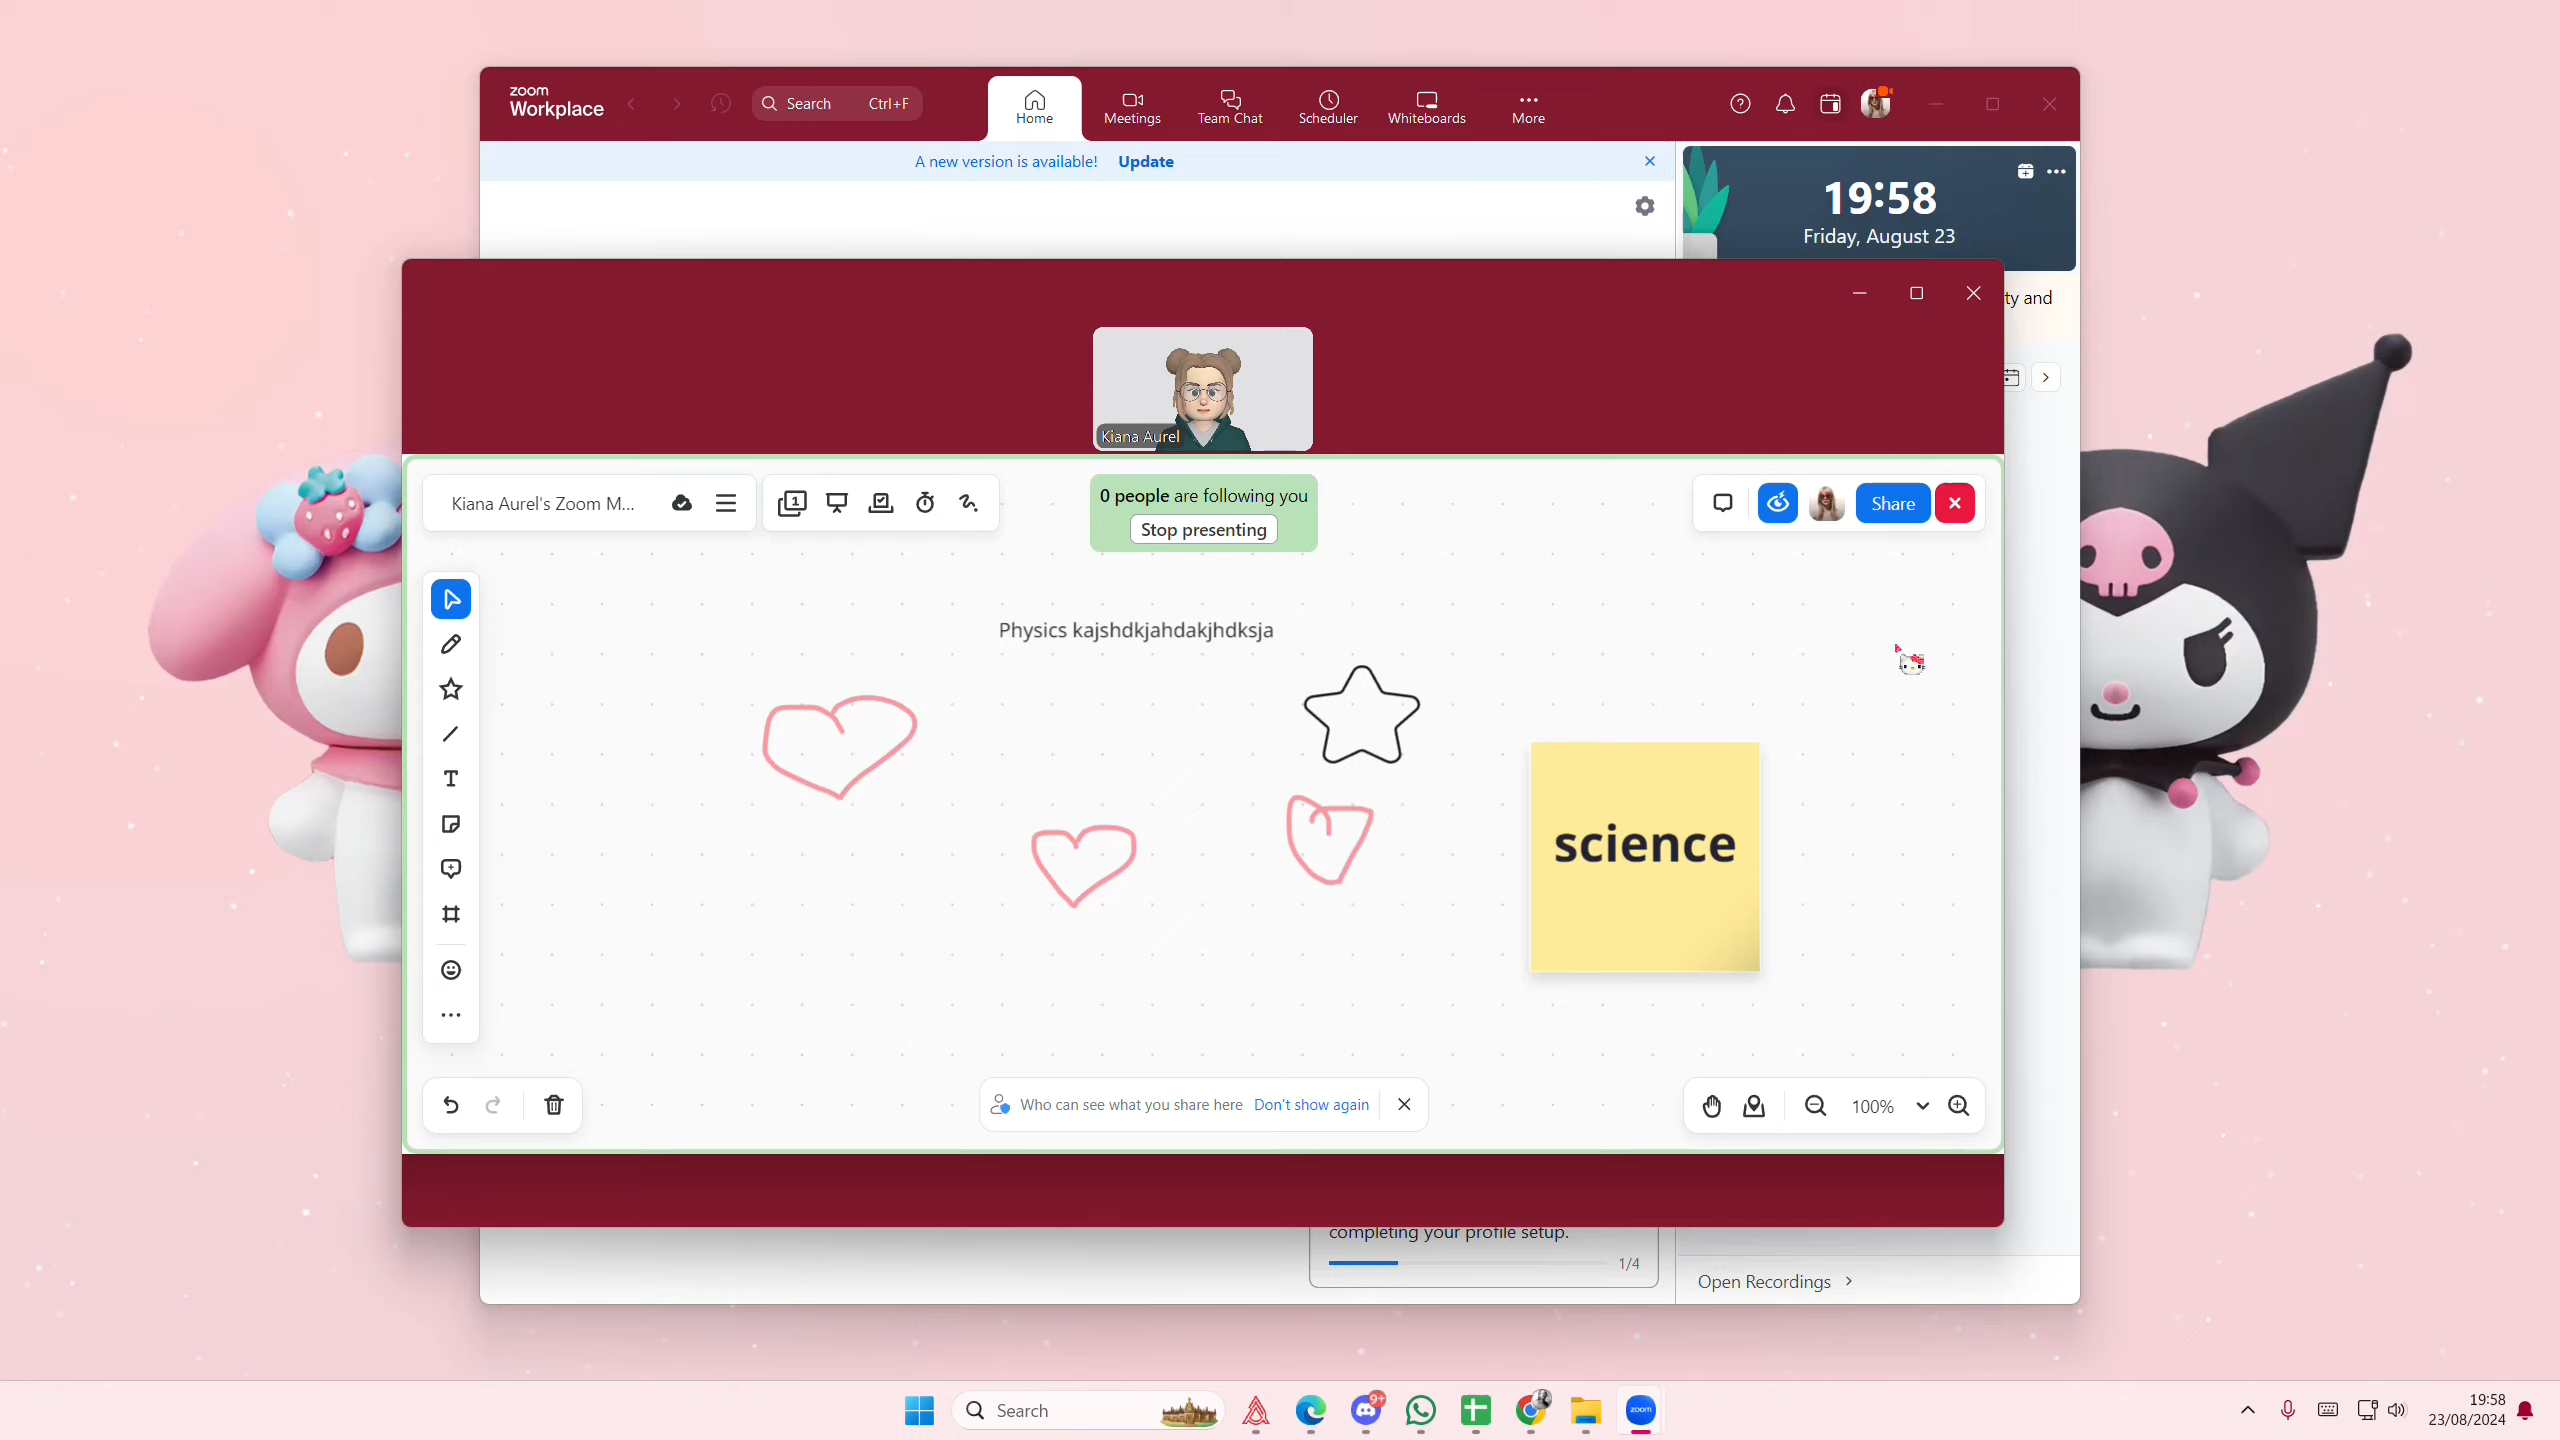 zoom
Workplace
Search Ctrl+F
Home
Meetings
Team Chat
Scheduler
Whiteboards
More
A new version is available! Update
19:58
Friday, August 23
ty and
Kiana Aurel
Kiana Aurel's Zoom M...
1
0 people are following you
Stop presenting
Share
Physics kajshdkjahdakjhdksja
science
Who can see what you share here Don't show again
100%
completing your profile setup.
1/4
Open Recordings
Search
9+
zoom
19:58
23/08/2024